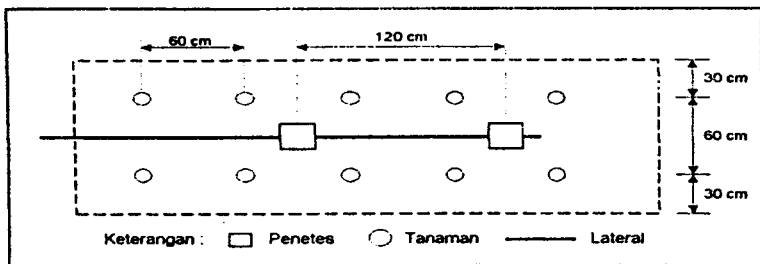 60 cm
120 cm
30 cm
60 cm
30 cm
Keterangan : Penetes Tanaman Lateral